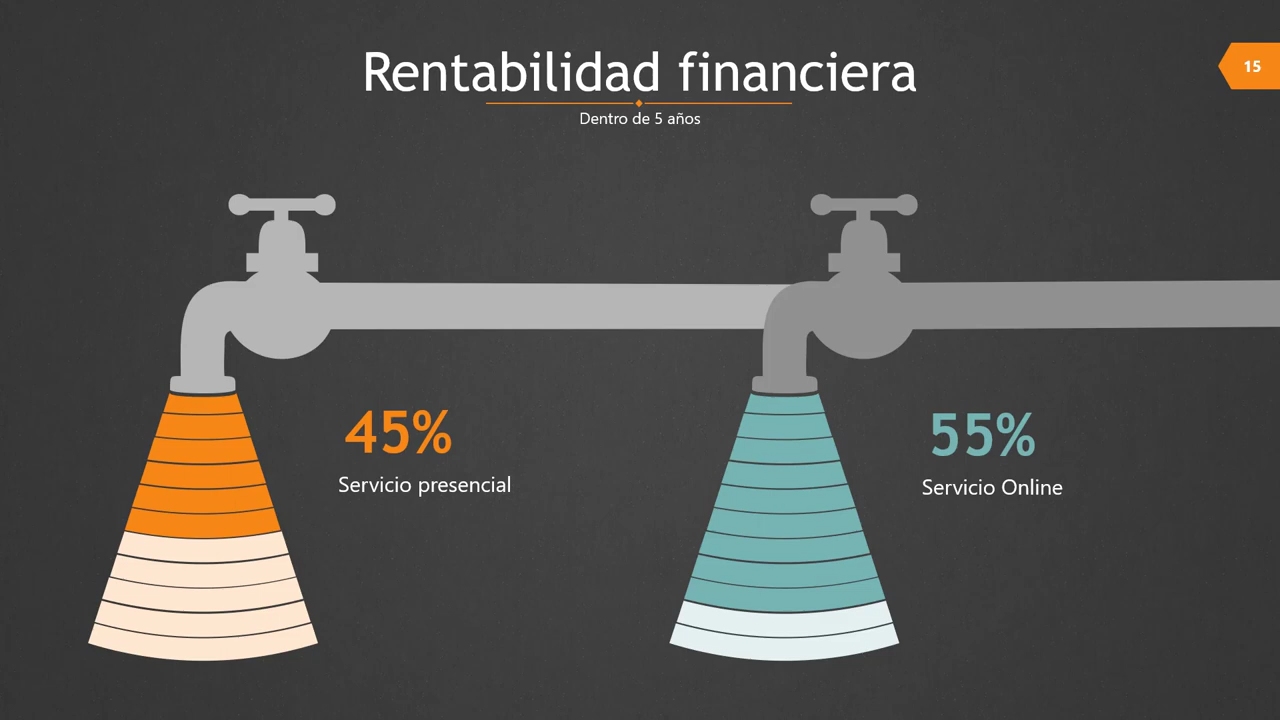 Rentabilidad financiera
15
Dentro de 5 años
45%
Servicio presencial
55%
Servicio Online